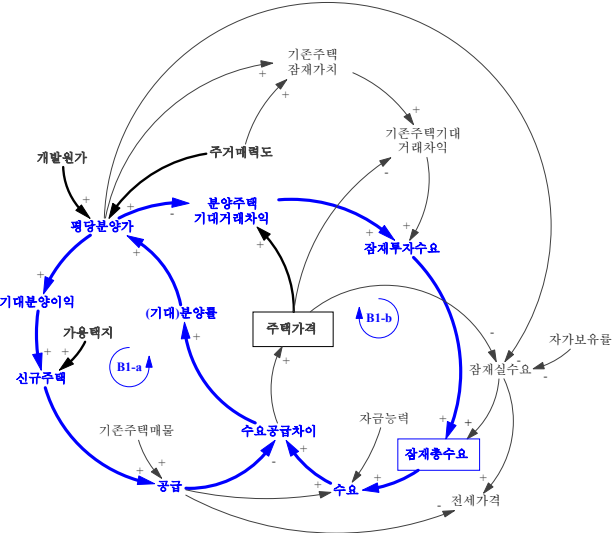 기존주택
잠재가치
+
+
+
기존주택기대
거래차익
주거매력도
개발원가
-
+
+
분양주택
기대거래차익
-
평당분양가
+
+
+
+
잠재투자수요
+
기대분양이익
(기대)분양률
주택가격
B1-b
가용택지
-
+
자가보유률
+
+
B1-a
+
-
잠재실수요
-
신규주택
자금능력
+
+
기존주택매물
수요공급차이
+
잠재총수요
+
+
-
+
+
+
공급
+
수요
전세가격
-